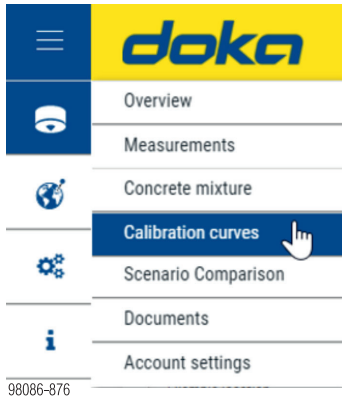 doka
Overview
Measurements
Concrete mixture
Calibration curves
Scenario Comparison
Documents
Account settings
98086-876